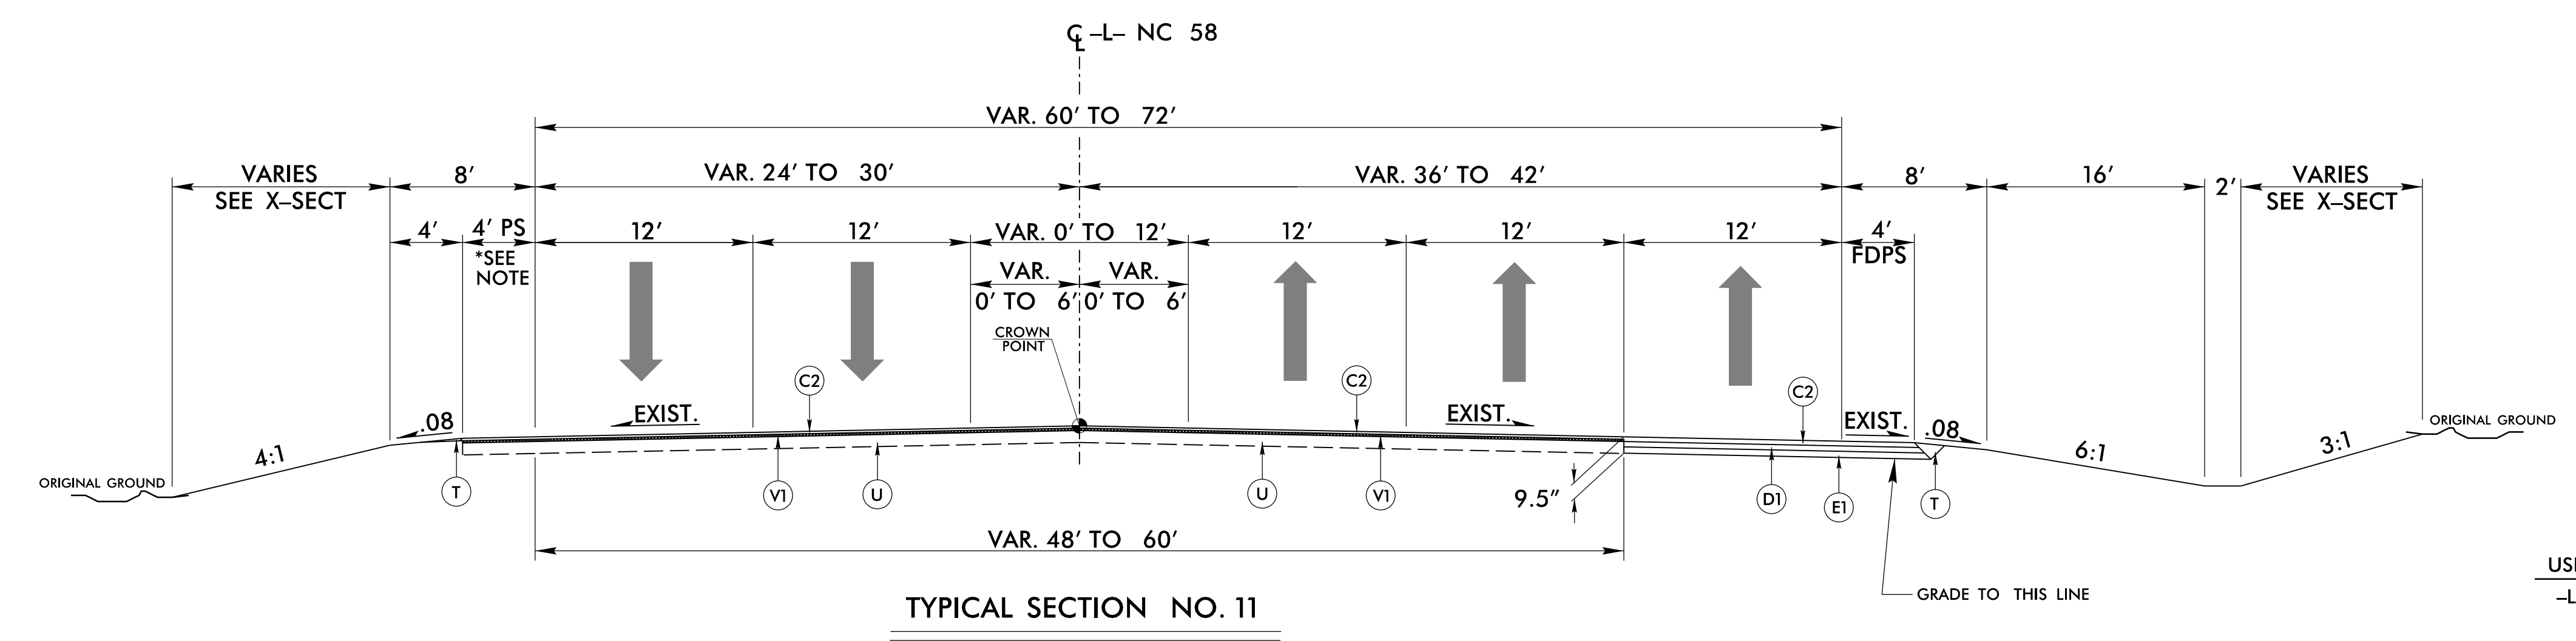 ℄ –L– NC 58
VAR. 60' TO 72'
VARIES
SEE X–SECT
8'
VAR. 24' TO 30'
VAR. 36' TO 42'
8'
16'
2'
VARIES
SEE X–SECT
4'
4' PS
*SEE
NOTE
12'
12'
VAR. 0' TO 12'
12'
12'
12'
4'
FDPS
VAR.
0' TO 6'
VAR.
0' TO 6'
CROWN
POINT
C2
C2
C2
.08
EXIST.
EXIST.
EXIST.
.08
ORIGINAL GROUND
4:1
6:1
3:1
ORIGINAL GROUND
T
V1
U
U
V1
9.5"
D1
E1
T
VAR. 48' TO 60'
GRADE TO THIS LINE
TYPICAL SECTION NO. 11